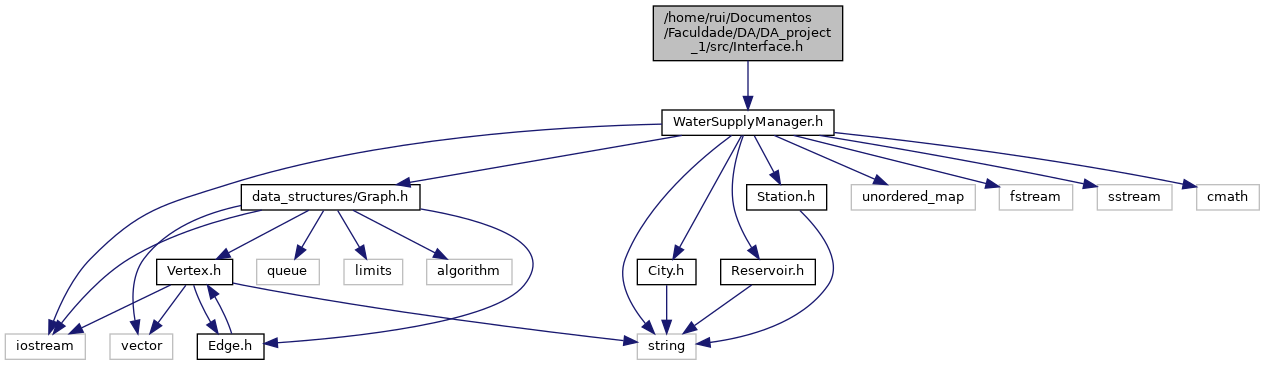 /home/rui/Documentos
/Faculdade/DA/DA_project
_1/src/Interface.h
WaterSupplyManager.h
data_structures/Graph.h
Station.h
unordered_map
fstream
sstream
cmath
Vertex.h
queue
limits
algorithm
City.h
Reservoir.h
iostream
vector
Edge.h
string